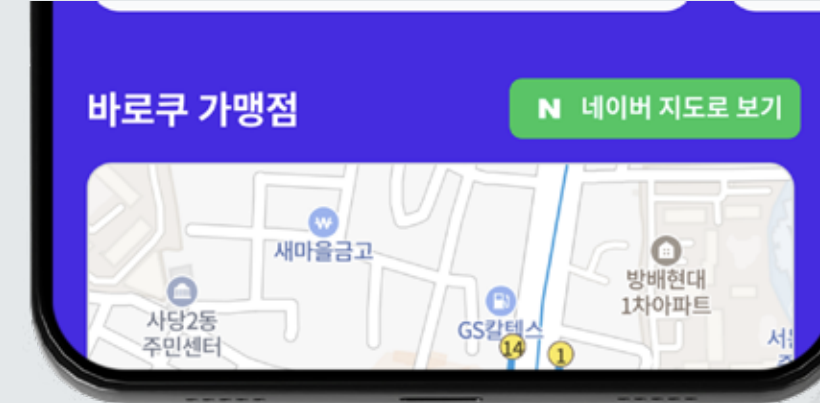 바로쿠 가맹점
N 네이버 지도로 보기
새마을금고
방배현대
1차아파트
사당2동
주민센터
GS칼텍스
14
1